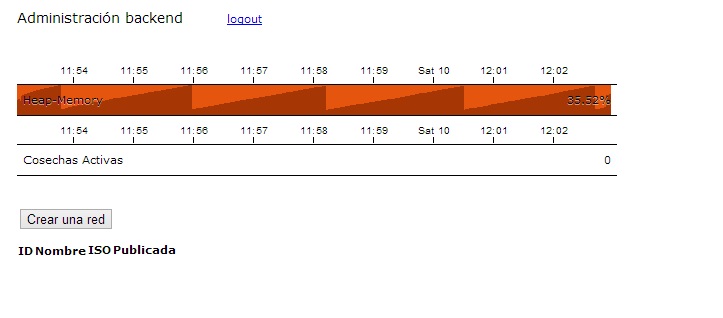 Administración backend logout
11:54 11:55 11:56 11:57 11:58 11:59 Sat 10 12:01 12:02
Heap-Memory 35.52%
11:54 11:55 11:56 11:57 11:58 11:59 Sat 10 12:01 12:02
Cosechas Activas 0
Crear una red
ID Nombre ISO Publicada